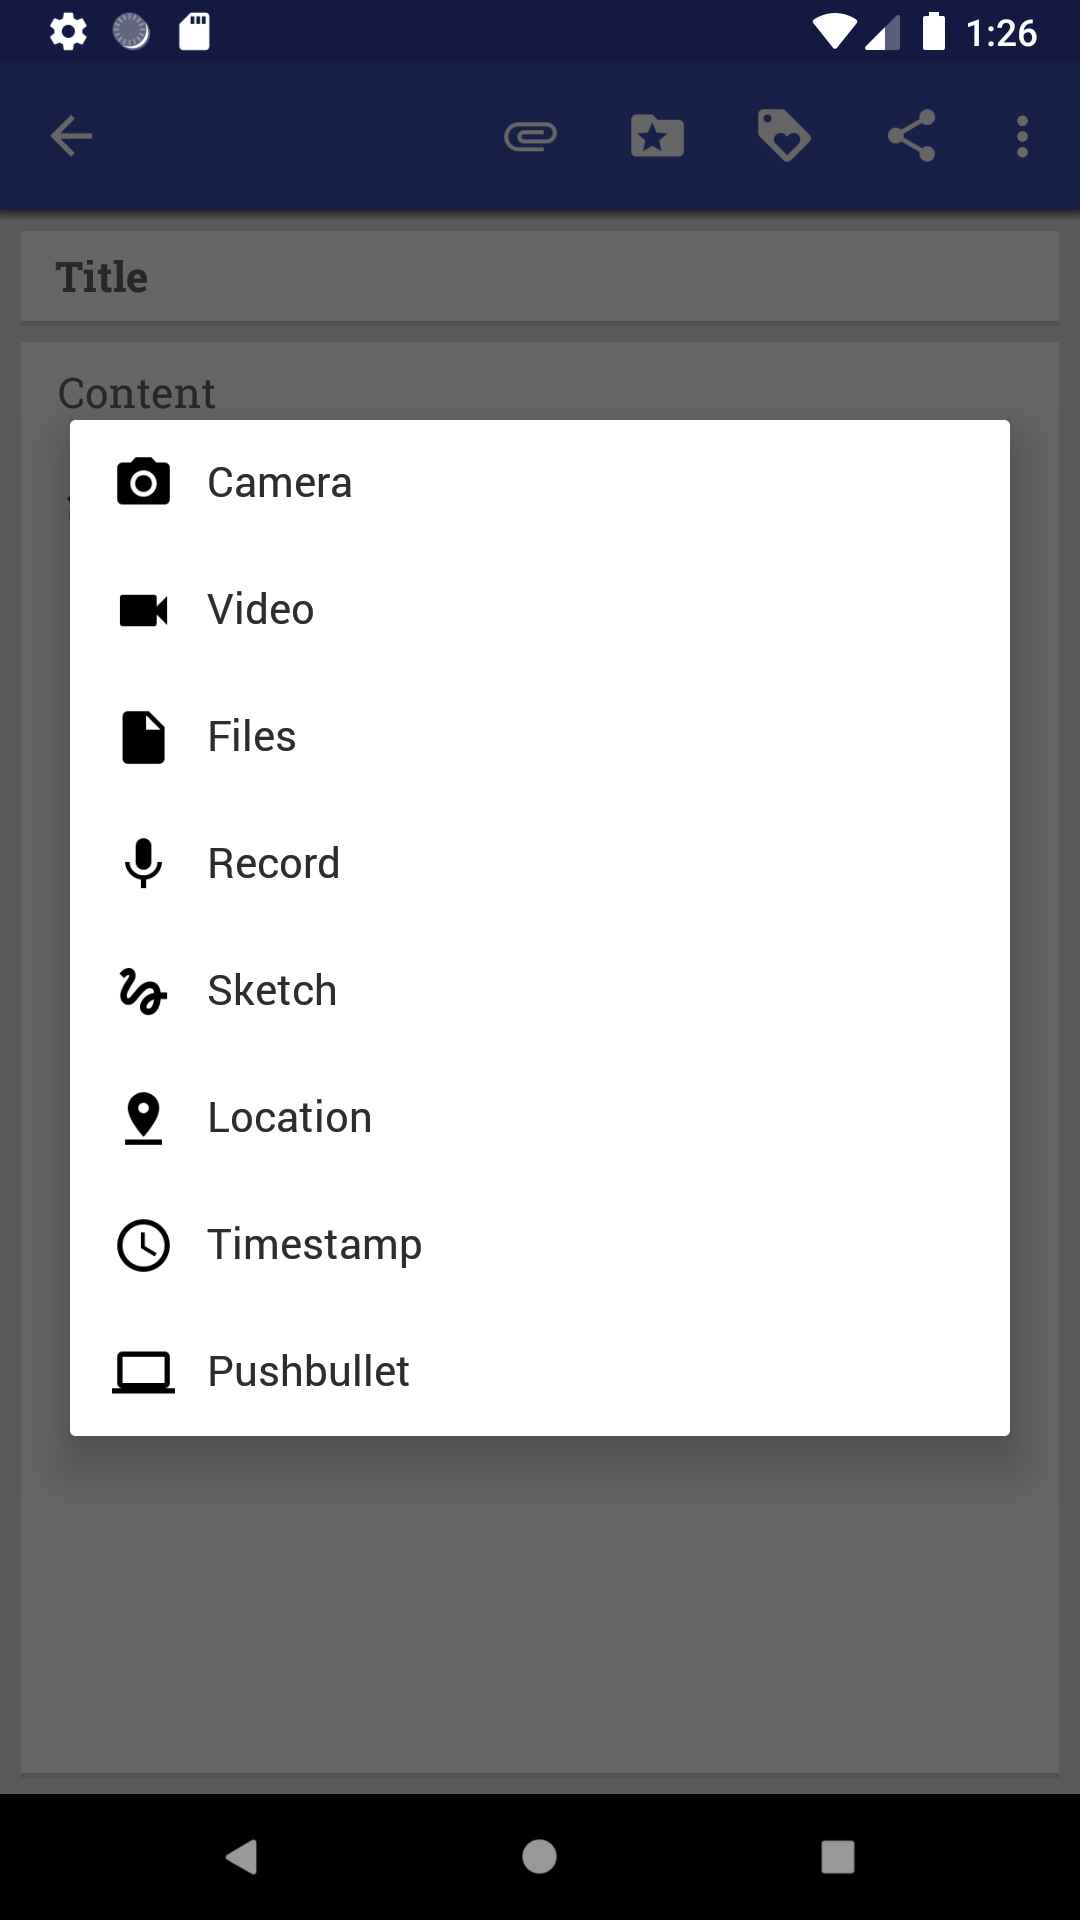 1:26
Title
Content
Camera
Video
Files
Record
Sketch
Location
Timestamp
Pushbullet